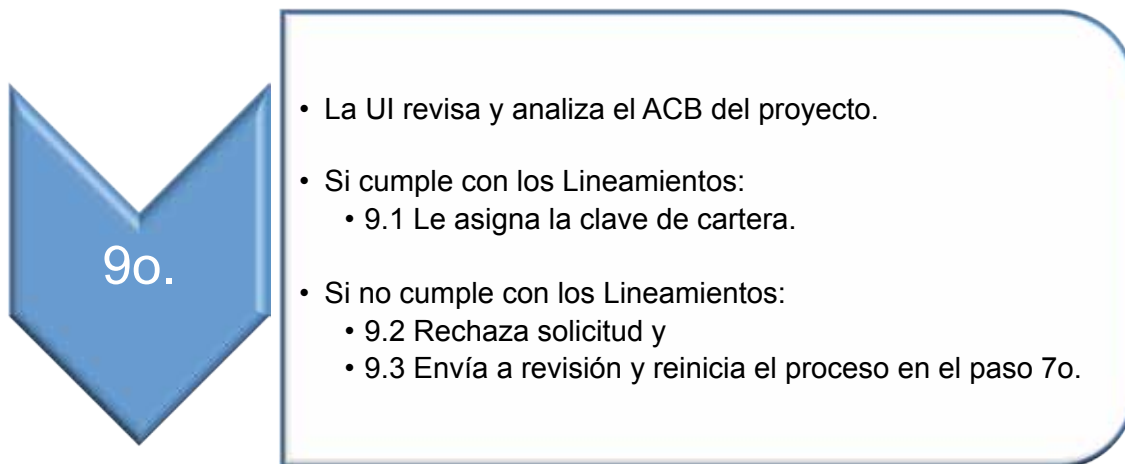 9o.
• La UI revisa y analiza el ACB del proyecto.
• Si cumple con los Lineamientos:
• 9.1 Le asigna la clave de cartera.
• Si no cumple con los Lineamientos:
• 9.2 Rechaza solicitud y
• 9.3 Envía a revisión y reinicia el proceso en el paso 7o.